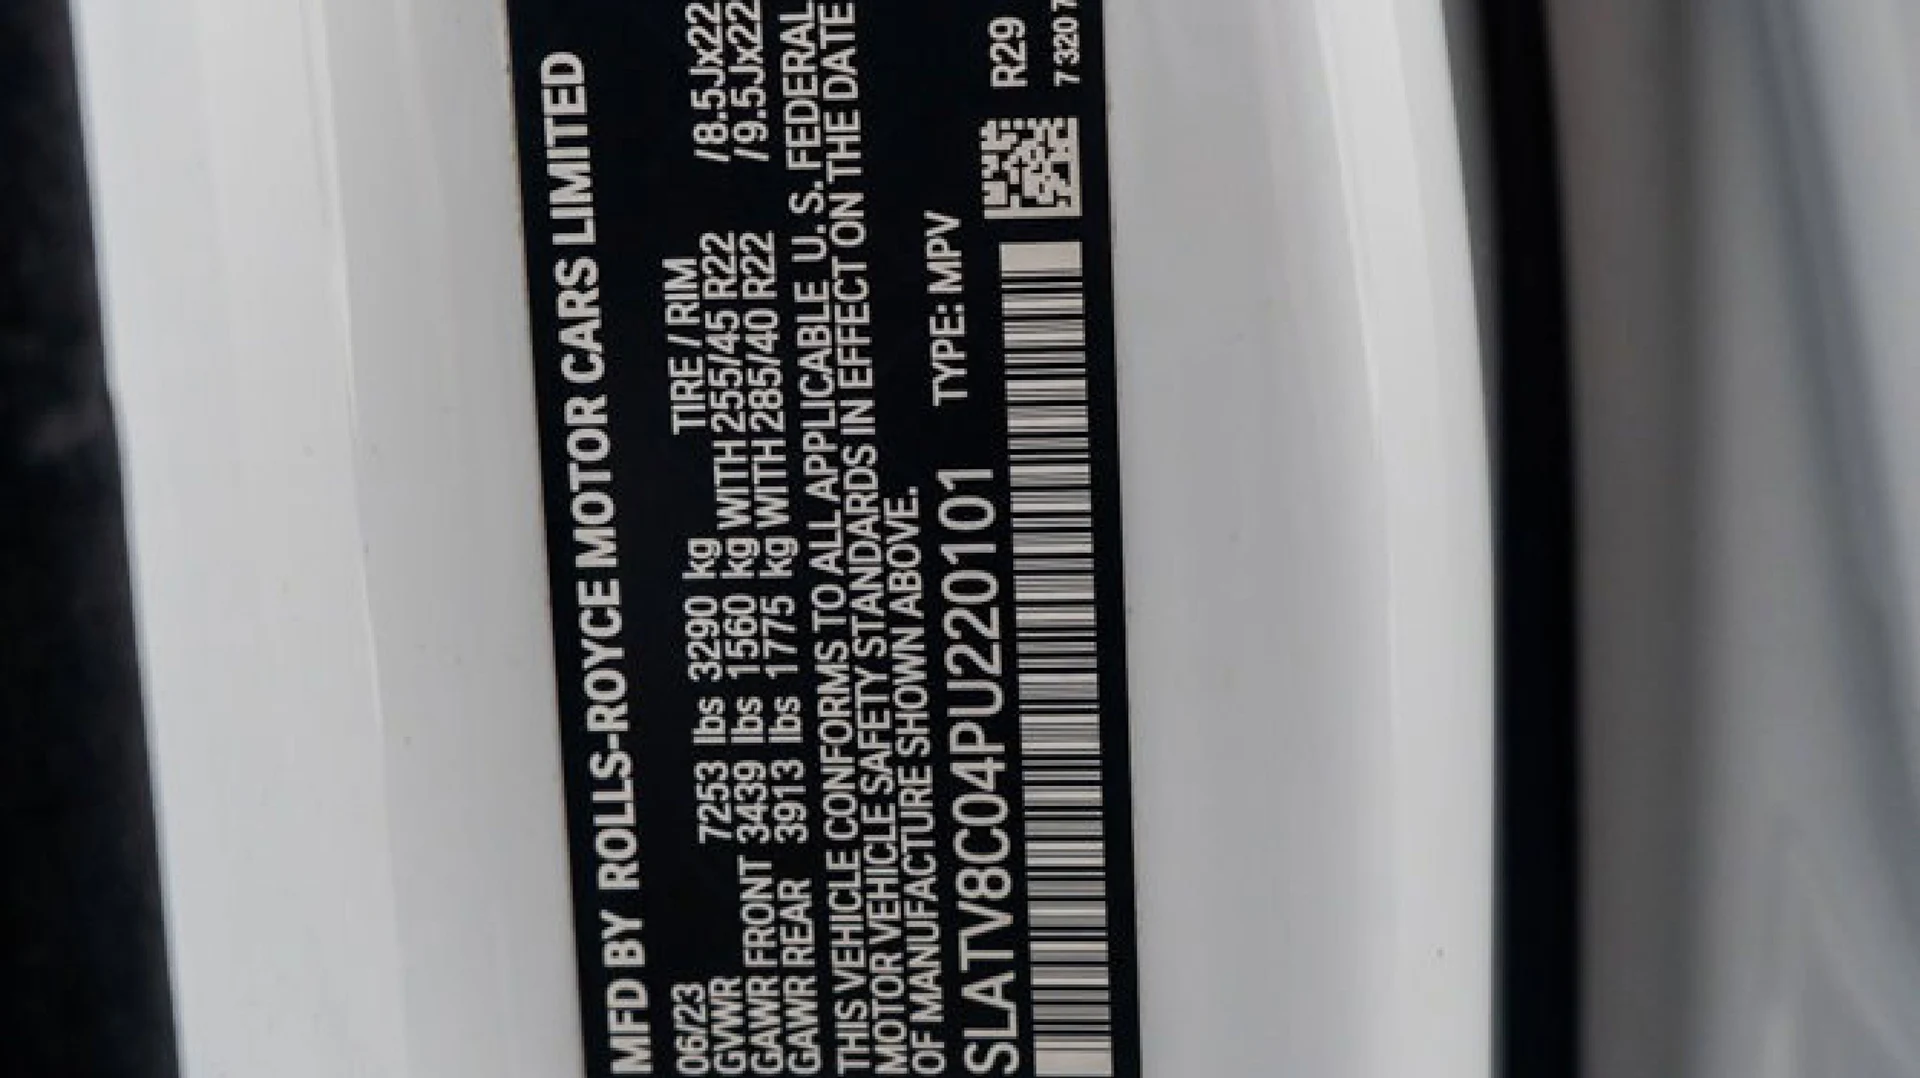 MFD BY ROLLS-ROYCE MOTOR CARS LIMITED
06/23 TIRE / RIM
GVWR 7253 lbs 3290 kg
GAWR FRONT 3439 lbs 1560 kg WITH 255/45 R22 /8.5Jx22
GAWR REAR 3913 lbs 1775 kg WITH 285/40 R22 /9.5Jx22
THIS VEHICLE CONFORMS TO ALL APPLICABLE U. S. FEDERAL
MOTOR VEHICLE SAFETY STANDARDS IN EFFECT ON THE DATE
OF MANUFACTURE SHOWN ABOVE.
SLATV8C04PU220101 TYPE: MPV
R29